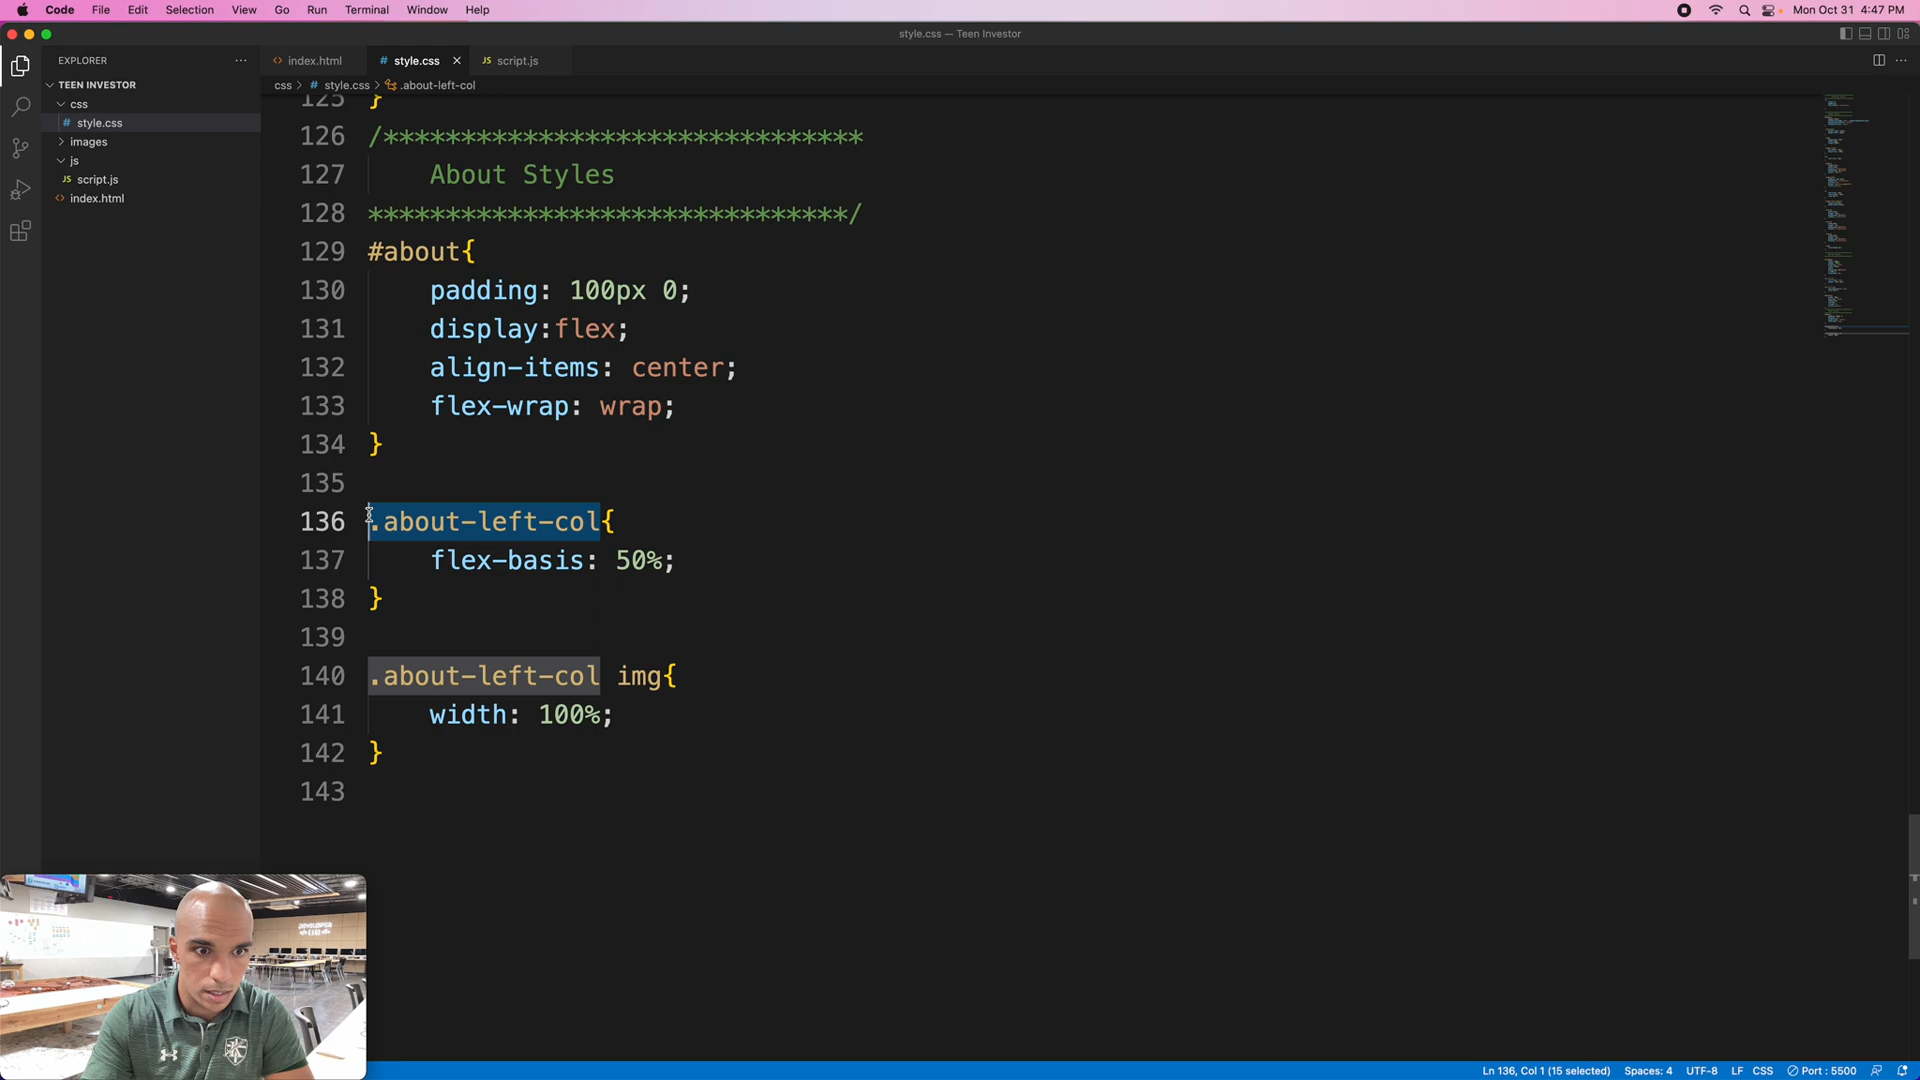 Code File Edit Selection View Go Run Terminal Window Help Mon Oct 31 4:47 PM
style.css — Teen Investor
EXPLORER ··· <> index.html # style.css × JS script.js
TEEN INVESTOR css > # style.css > .about-left-col
css
# style.css
images
js
JS script.js
<> index.html
125 }
126 /*******************************
127 About Styles
128 *******************************/
129 #about{
130 padding: 100px 0;
131 display:flex;
132 align-items: center;
133 flex-wrap: wrap;
134 }
135
136 .about-left-col{
137 flex-basis: 50%;
138 }
139
140 .about-left-col img{
141 width: 100%;
142 }
143
DEVELOPER
Ln 136, Col 1 (15 selected) Spaces: 4 UTF-8 LF CSS Port : 5500